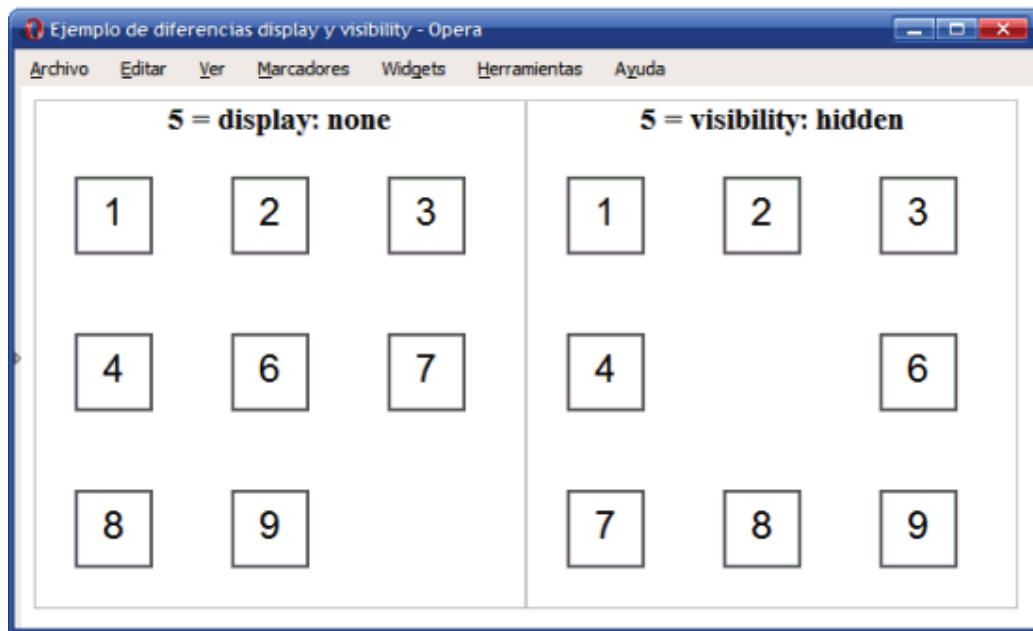 Ejemplo de diferencias display y visibility - Opera
Archivo Editar Ver Marcadores Widgets Herramientas Ayuda
5 = display: none
1 2 3
4 6 7
8 9
5 = visibility: hidden
1 2 3
4 6
7 8 9